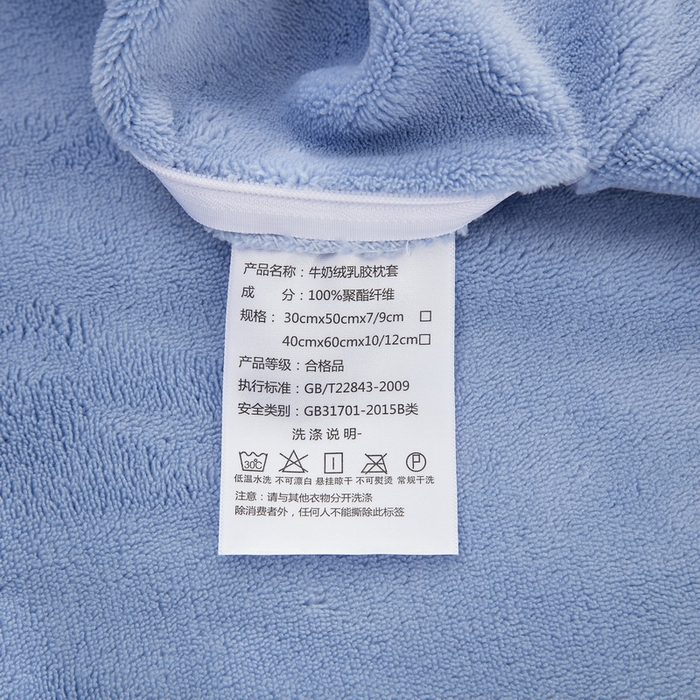 产品名称：牛奶绒乳胶枕套
成　分：100%聚酯纤维
规格：30cmx50cmx7/9cm □
40cmx60cmx10/12cm□
产品等级：合格品
执行标准：GB/T22843-2009
安全类别：GB31701-2015B类
洗涤说明-
30℃ P
低温水洗 不可漂白 悬挂晾干 不可熨烫 常规干洗
注意：请与其他衣物分开洗涤
除消费者外，任何人不能撕除此标签